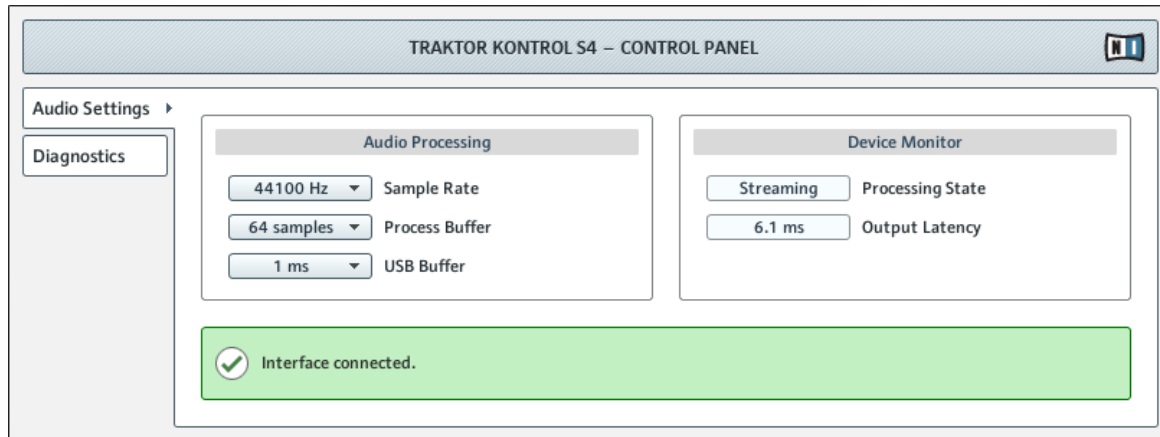 TRAKTOR KONTROL S4 – CONTROL PANEL
NI
Audio Settings
Diagnostics
Audio Processing
44100 Hz Sample Rate
64 samples Process Buffer
1 ms USB Buffer
Device Monitor
Streaming Processing State
6.1 ms Output Latency
Interface connected.